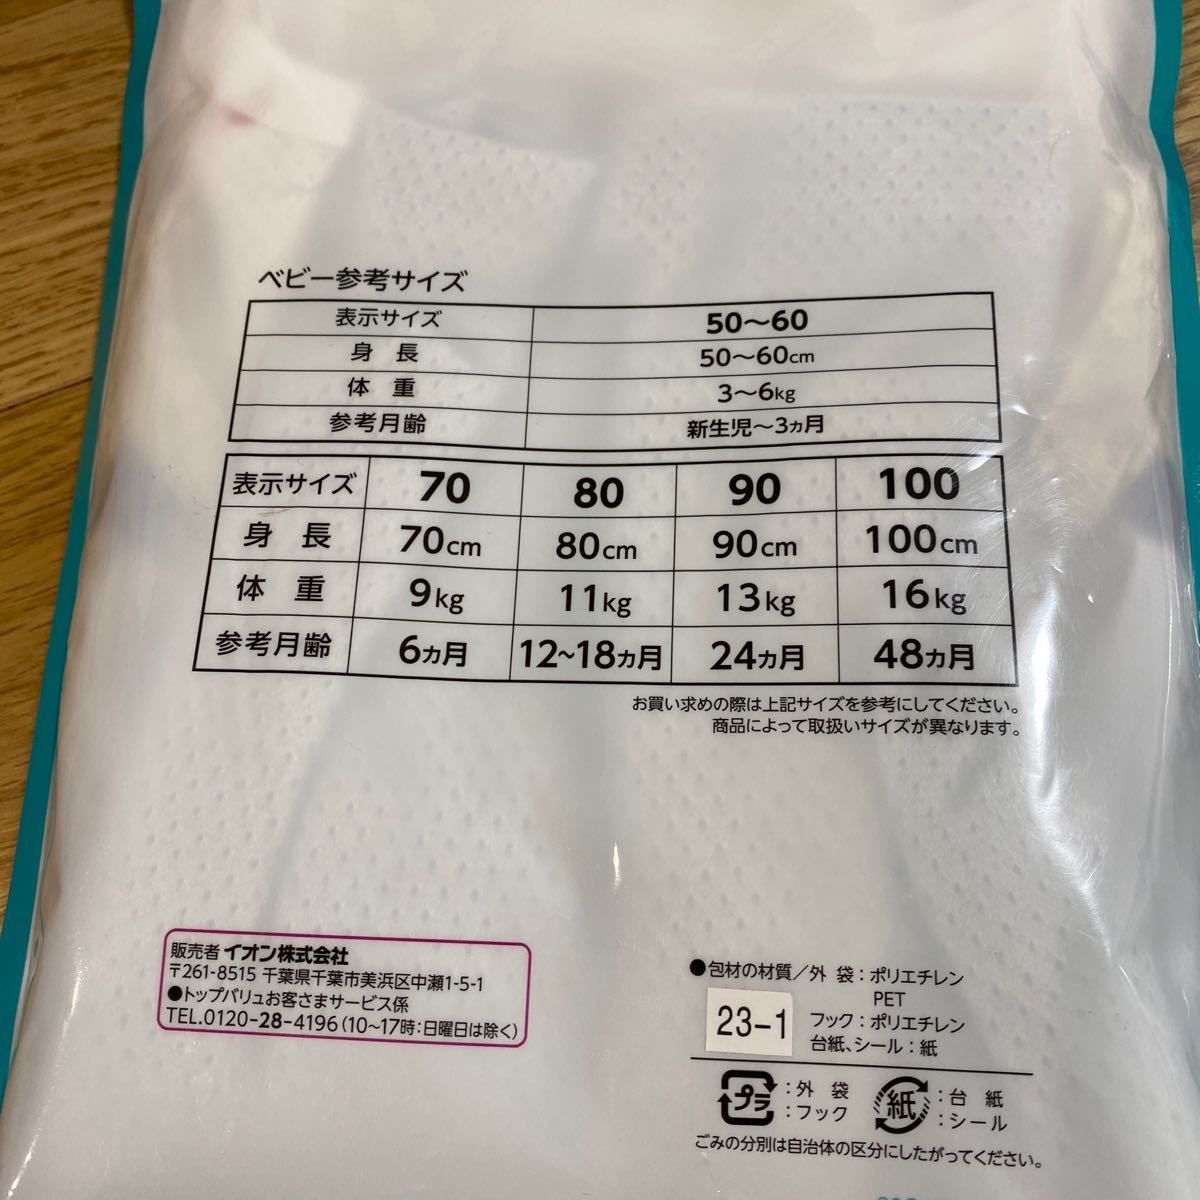 ベビー参考サイズ
表示サイズ 50〜60
身長 50〜60cm
体重 3〜6kg
参考月齢 新生児〜3ヵ月
表示サイズ 70 80 90 100
身長 70cm 80cm 90cm 100cm
体重 9kg 11kg 13kg 16kg
参考月齢 6ヵ月 12〜18ヵ月 24ヵ月 48ヵ月
お買い求めの際は上記サイズを参考にしてください。
商品によって取扱いサイズが異なります。
販売者 イオン株式会社
〒261-8515 千葉県千葉市美浜区中瀬1-5-1
●トップバリュお客さまサービス係
TEL.0120-28-4196(10〜17時:日曜日は除く)
●包材の材質/外袋:ポリエチレン
PET
23-1 フック:ポリエチレン
台紙、シール:紙
プラ :外袋
:フック
紙 :台紙
:シール
ごみの分別は自治体の区分にしたがってください。